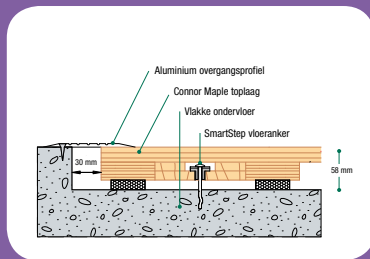 Aluminium overgangsprofiel
Connor Maple toplaag
Vlakke ondervloer
SmartStep vloeranker
30 mm
58 mm